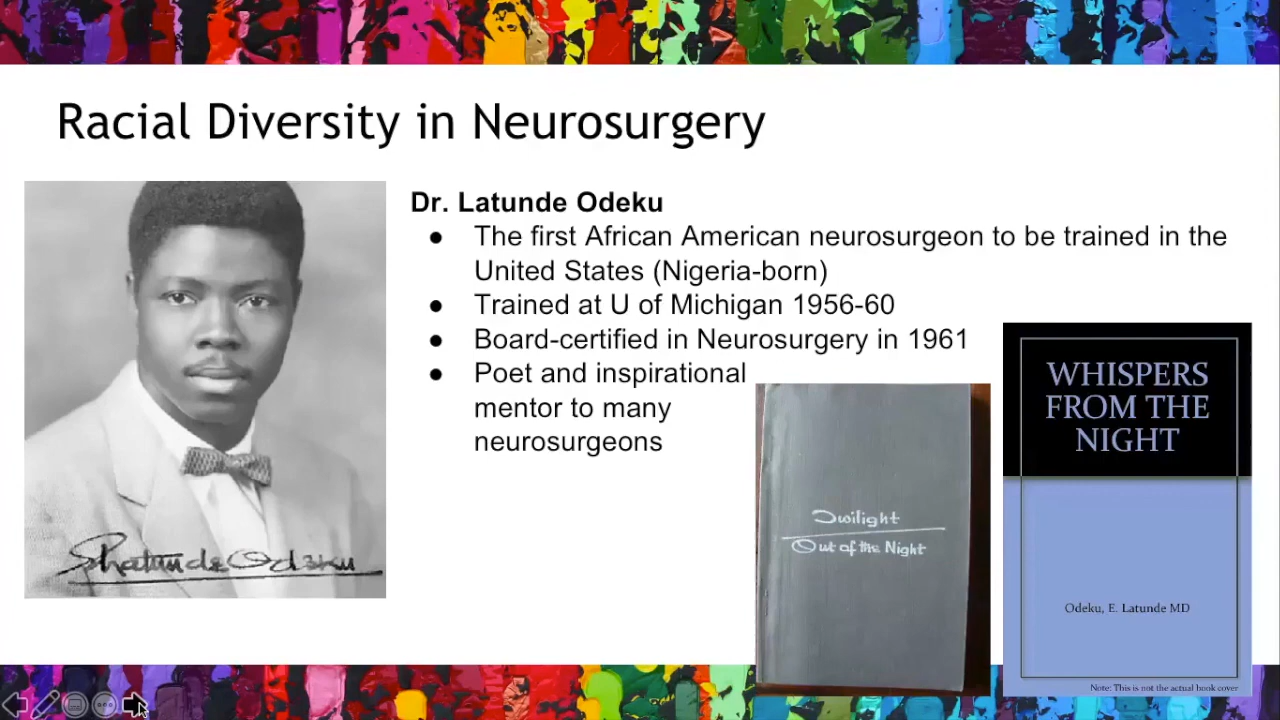 Racial Diversity in Neurosurgery
Dr. Latunde Odeku
● The first African American neurosurgeon to be trained in the
United States (Nigeria-born)
● Trained at U of Michigan 1956-60
● Board-certified in Neurosurgery in 1961
● Poet and inspirational
mentor to many
neurosurgeons
Latunde Odeku
Twilight
Out of the Night
WHISPERS
FROM THE
NIGHT
Odeku, E. Latunde MD
Note: This is not the actual book cover